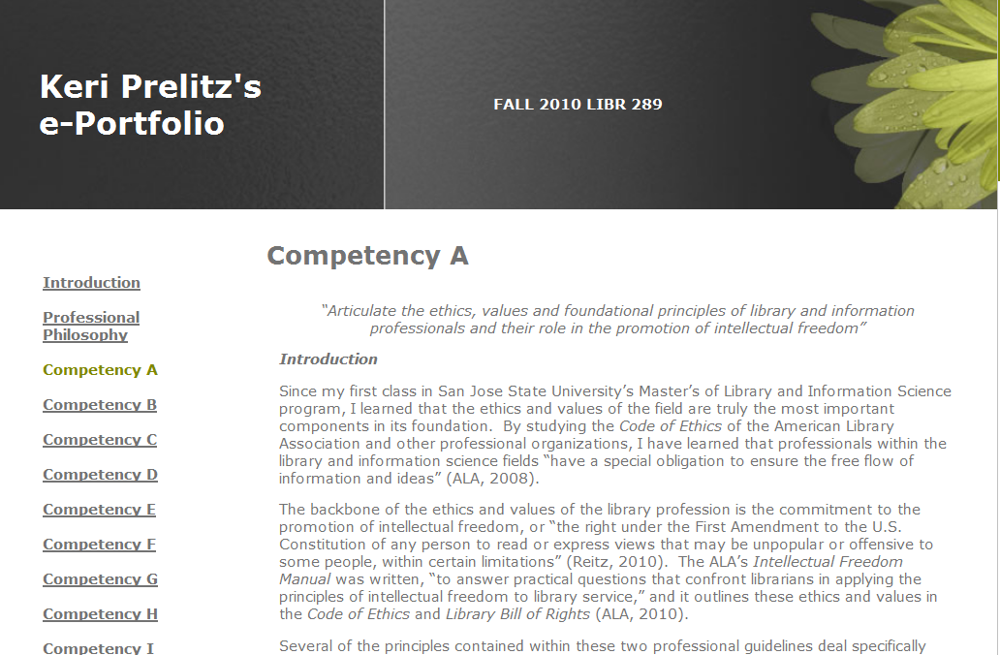 Keri Prelitz's
e-Portfolio
FALL 2010 LIBR 289
Introduction
Professional
Philosophy
Competency A
Competency B
Competency C
Competency D
Competency E
Competency F
Competency G
Competency H
Competency I
Competency A
“Articulate the ethics, values and foundational principles of library and information
professionals and their role in the promotion of intellectual freedom”
Introduction
Since my first class in San Jose State University’s Master’s of Library and Information Science
program, I learned that the ethics and values of the field are truly the most important
components in its foundation.  By studying the Code of Ethics of the American Library
Association and other professional organizations, I have learned that professionals within the
library and information science fields “have a special obligation to ensure the free flow of
information and ideas” (ALA, 2008).
The backbone of the ethics and values of the library profession is the commitment to the
promotion of intellectual freedom, or “the right under the First Amendment to the U.S.
Constitution of any person to read or express views that may be unpopular or offensive to
some people, within certain limitations” (Reitz, 2010).  The ALA’s Intellectual Freedom
Manual was written, “to answer practical questions that confront librarians in applying the
principles of intellectual freedom to library service,” and it outlines these ethics and values in
the Code of Ethics and Library Bill of Rights (ALA, 2010).
Several of the principles contained within these two professional guidelines deal specifically